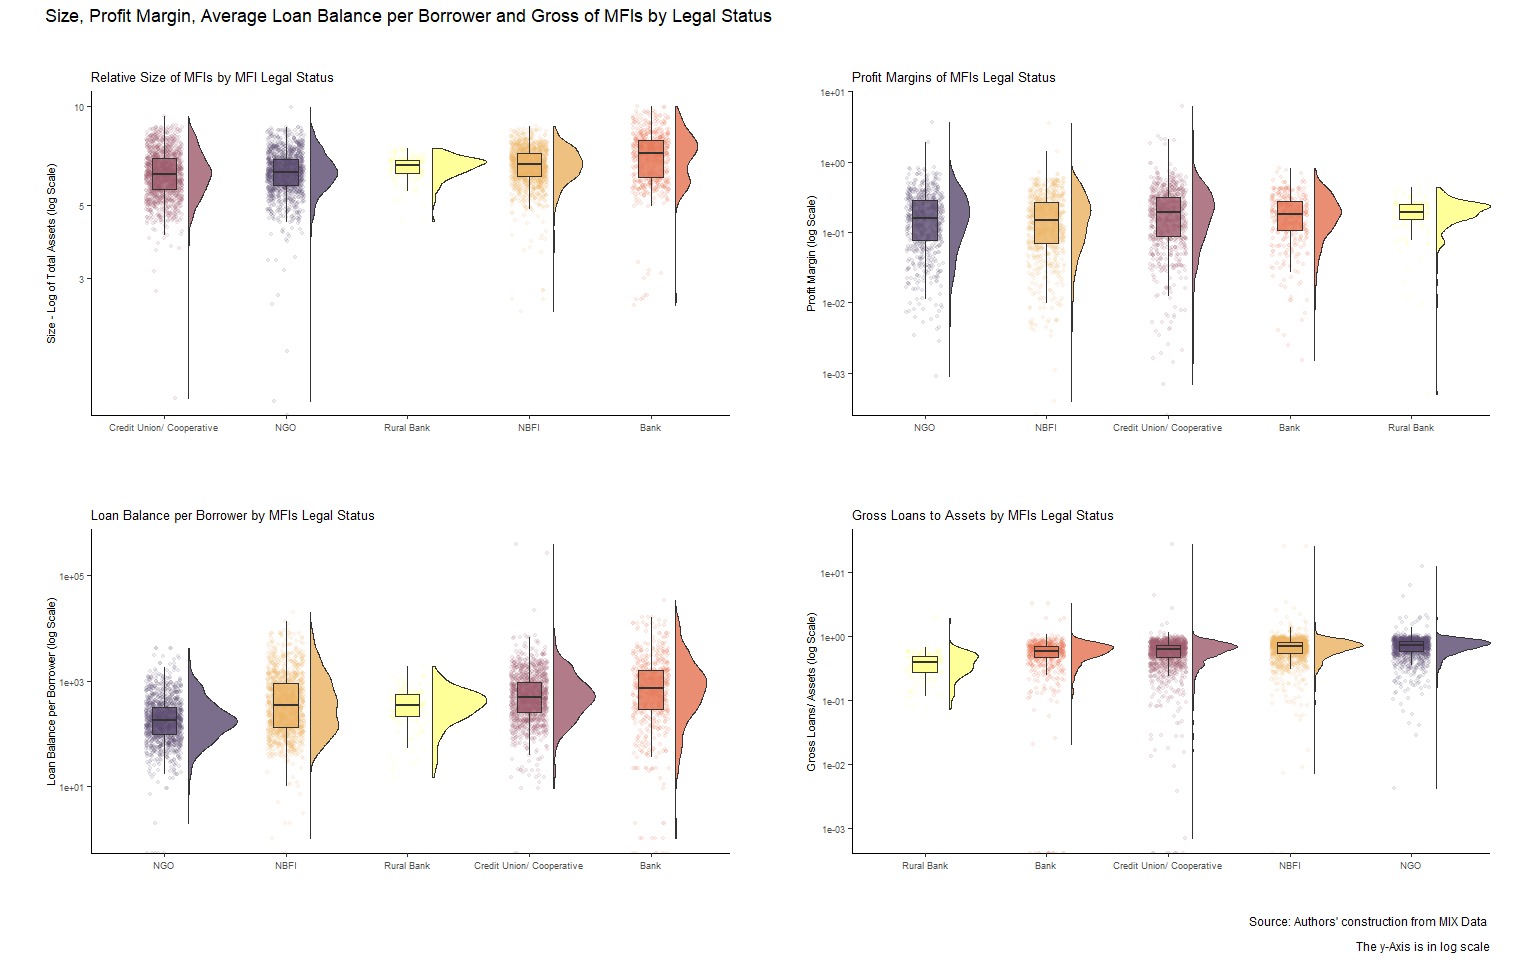 Size, Profit Margin, Average Loan Balance per Borrower and Gross of MFIs by Legal Status
Relative Size of MFIs by MFI Legal Status
Size - Log of Total Assets (log Scale)
10
5
3
Credit Union/ Cooperative
NGO
Rural Bank
NBFI
Bank
Profit Margins of MFIs Legal Status
Profit Margin (log Scale)
1e+01
1e+00
1e-01
1e-02
1e-03
NGO
NBFI
Credit Union/ Cooperative
Bank
Rural Bank
Loan Balance per Borrower by MFIs Legal Status
Loan Balance per Borrower (log Scale)
1e+05
1e+03
1e+01
NGO
NBFI
Rural Bank
Credit Union/ Cooperative
Bank
Gross Loans to Assets by MFIs Legal Status
Gross Loans/ Assets (log Scale)
1e+01
1e+00
1e-01
1e-02
1e-03
Rural Bank
Bank
Credit Union/ Cooperative
NBFI
NGO
Source: Authors' construction from MIX Data
The y-Axis is in log scale